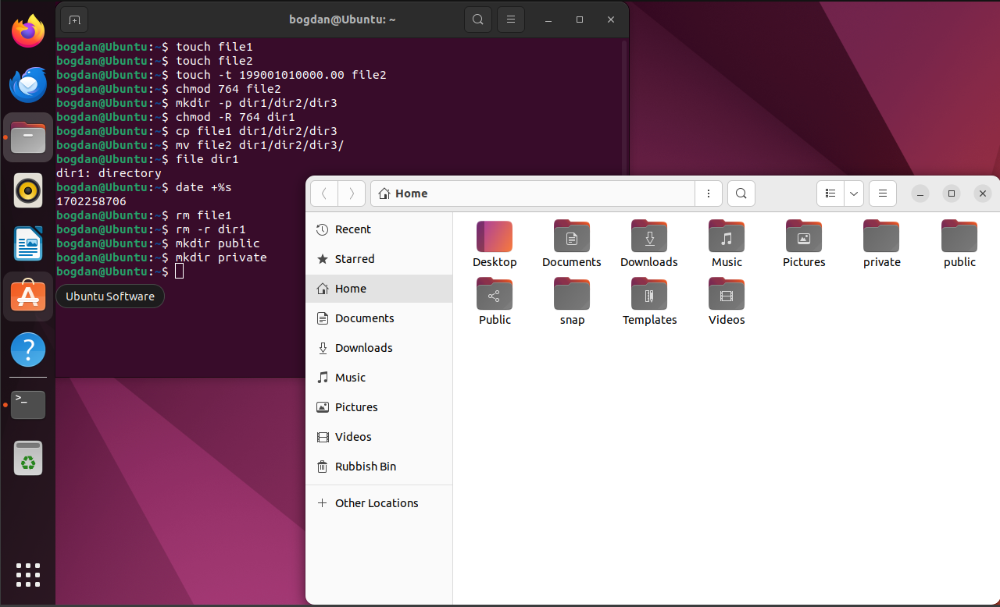 bogdan@Ubuntu: ~
bogdan@Ubuntu:~$ touch file1
bogdan@Ubuntu:~$ touch file2
bogdan@Ubuntu:~$ touch -t 199001010000.00 file2
bogdan@Ubuntu:~$ chmod 764 file2
bogdan@Ubuntu:~$ mkdir -p dir1/dir2/dir3
bogdan@Ubuntu:~$ chmod -R 764 dir1
bogdan@Ubuntu:~$ cp file1 dir1/dir2/dir3
bogdan@Ubuntu:~$ mv file2 dir1/dir2/dir3/
bogdan@Ubuntu:~$ file dir1
dir1: directory
bogdan@Ubuntu:~$ date +%s
1702258706
bogdan@Ubuntu:~$ rm file1
bogdan@Ubuntu:~$ rm -r dir1
bogdan@Ubuntu:~$ mkdir public
bogdan@Ubuntu:~$ mkdir private
bogdan@Ubuntu:~$
Ubuntu Software
?
>_
Home
Recent
Starred
Home
Documents
Downloads
Music
Pictures
Videos
Rubbish Bin
Other Locations
Desktop Documents Downloads Music Pictures private public
Public snap Templates Videos